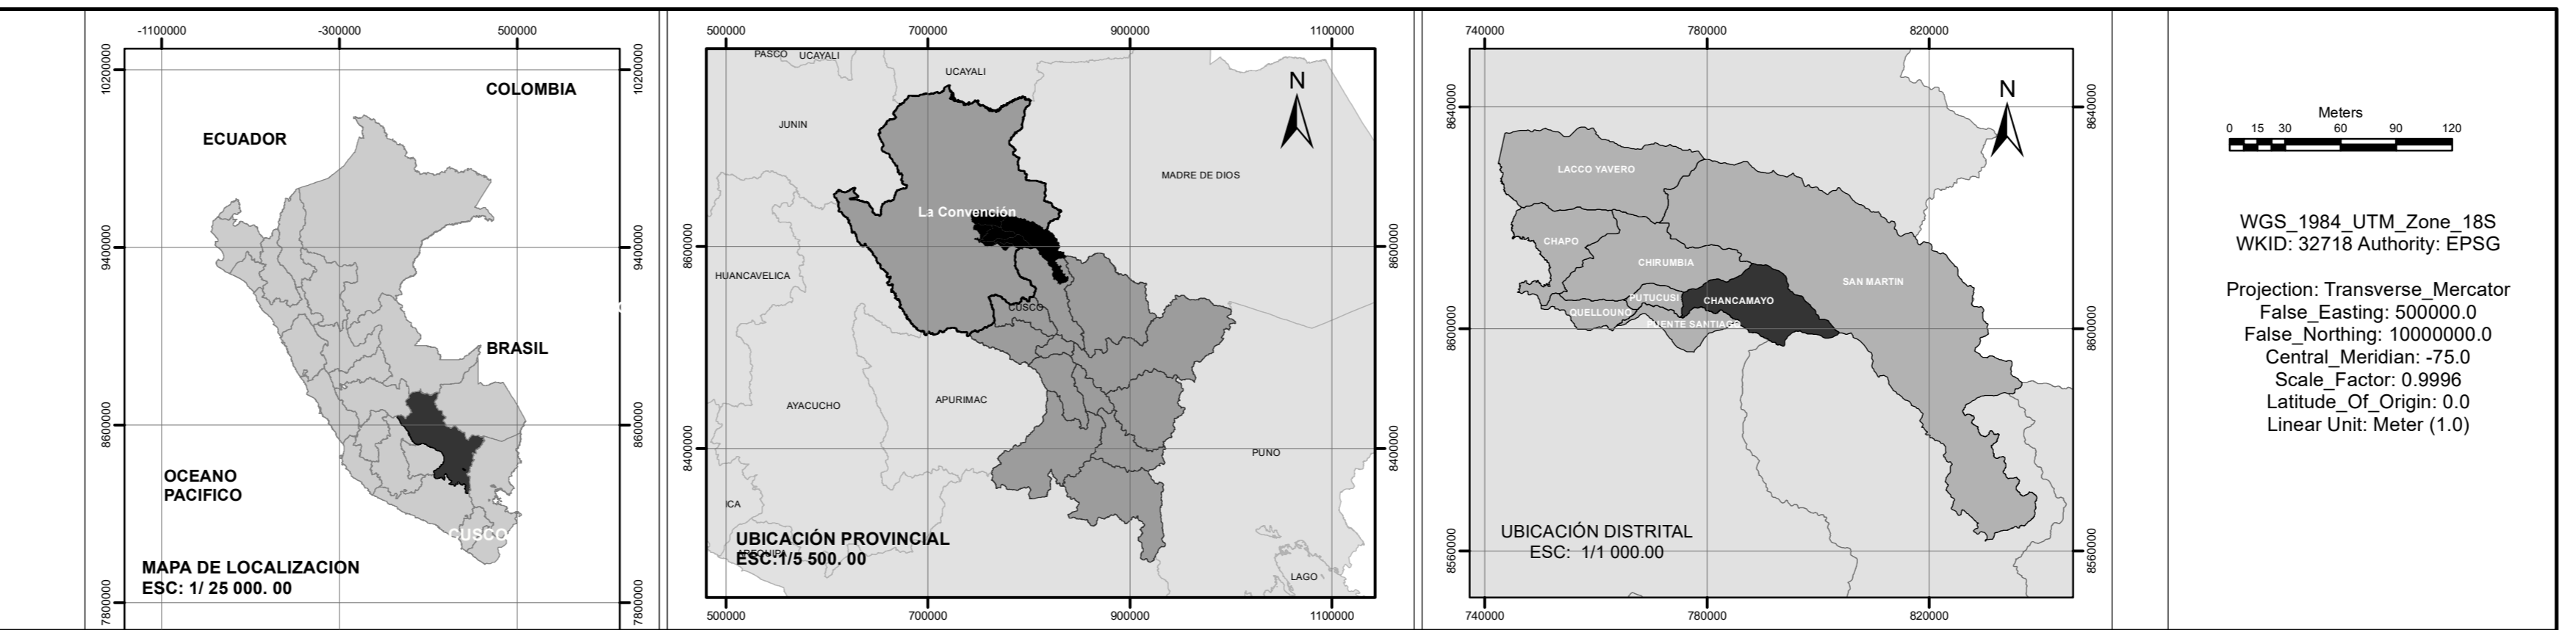 -1100000
-300000
500000
10200000
10200000
COLOMBIA
ECUADOR
9400000
9400000
BRASIL
8600000
8600000
OCEANO
PACIFICO
CUSCO
MAPA DE LOCALIZACION
ESC: 1/ 25 000. 00
7800000
7800000
500000
700000
900000
1100000
PASCO
UCAYALI
UCAYALI
N
JUNIN
MADRE DE DIOS
La Convención
8600000
8600000
HUANCAVELICA
CUSCO
AYACUCHO
APURIMAC
8400000
8400000
PUNO
ICA
UBICACIÓN PROVINCIAL
AREQUIPA
ESC:1/5 500. 00
LAGO
500000
700000
900000
1100000
740000
780000
820000
8640000
8640000
N
LACCO YAVERO
CHAPO
CHIRUMBIA
SAN MARTIN
PUTUCUSI
CHANCAMAYO
QUELLOUNO
PUENTE SANTIAGO
8600000
8600000
UBICACIÓN DISTRITAL
ESC: 1/1 000.00
8560000
8560000
740000
780000
820000
Meters
0 15 30 60 90 120
WGS_1984_UTM_Zone_18S
WKID: 32718 Authority: EPSG
Projection: Transverse_Mercator
False_Easting: 500000.0
False_Northing: 10000000.0
Central_Meridian: -75.0
Scale_Factor: 0.9996
Latitude_Of_Origin: 0.0
Linear Unit: Meter (1.0)